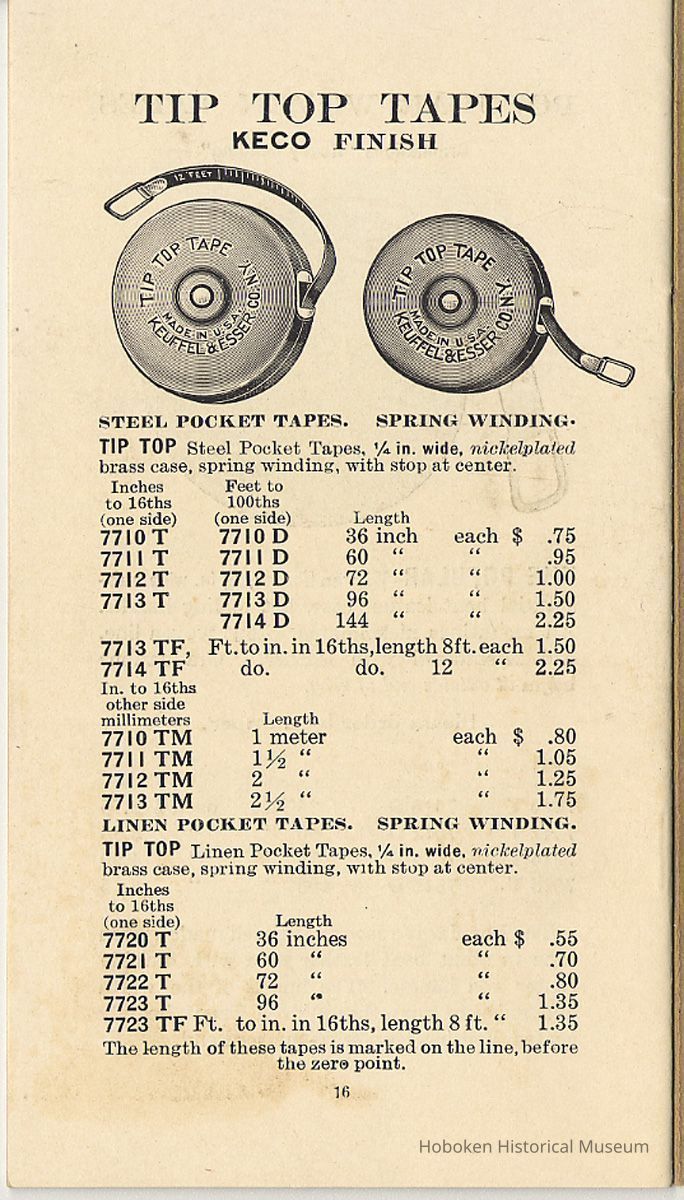 TIP TOP TAPES
KECO FINISH
12 FEET
TIP TOP TAPE
MADE IN U.S.A.
KEUFFEL & ESSER CO. N.Y.
TIP TOP TAPE
MADE IN U.S.A.
KEUFFEL & ESSER CO. N.Y.
STEEL POCKET TAPES. SPRING WINDING.
TIP TOP Steel Pocket Tapes, ¼ in. wide, nickelplated
brass case, spring winding, with stop at center.
Inches Feet to
to 16ths 100ths
(one side) (one side) Length
7710 T 7710 D 36 inch each $ .75
7711 T 7711 D 60 “ “ .95
7712 T 7712 D 72 “ “ 1.00
7713 T 7713 D 96 “ “ 1.50
7714 D 144 “ “ 2.25
7713 TF, Ft. to in. in 16ths, length 8 ft. each 1.50
7714 TF do. do. 12 “ 2.25
In. to 16ths
other side
millimeters Length
7710 TM 1 meter each $ .80
7711 TM 1½ “ “ 1.05
7712 TM 2 “ “ 1.25
7713 TM 2½ “ “ 1.75
LINEN POCKET TAPES. SPRING WINDING.
TIP TOP Linen Pocket Tapes, ¼ in. wide, nickelplated
brass case, spring winding, with stop at center.
Inches
to 16ths
(one side) Length
7720 T 36 inches each $ .55
7721 T 60 “ “ .70
7722 T 72 “ “ .80
7723 T 96 “ “ 1.35
7723 TF Ft. to in. in 16ths, length 8 ft. “ 1.35
The length of these tapes is marked on the line, before
the zero point.
16
Hoboken Historical Museum